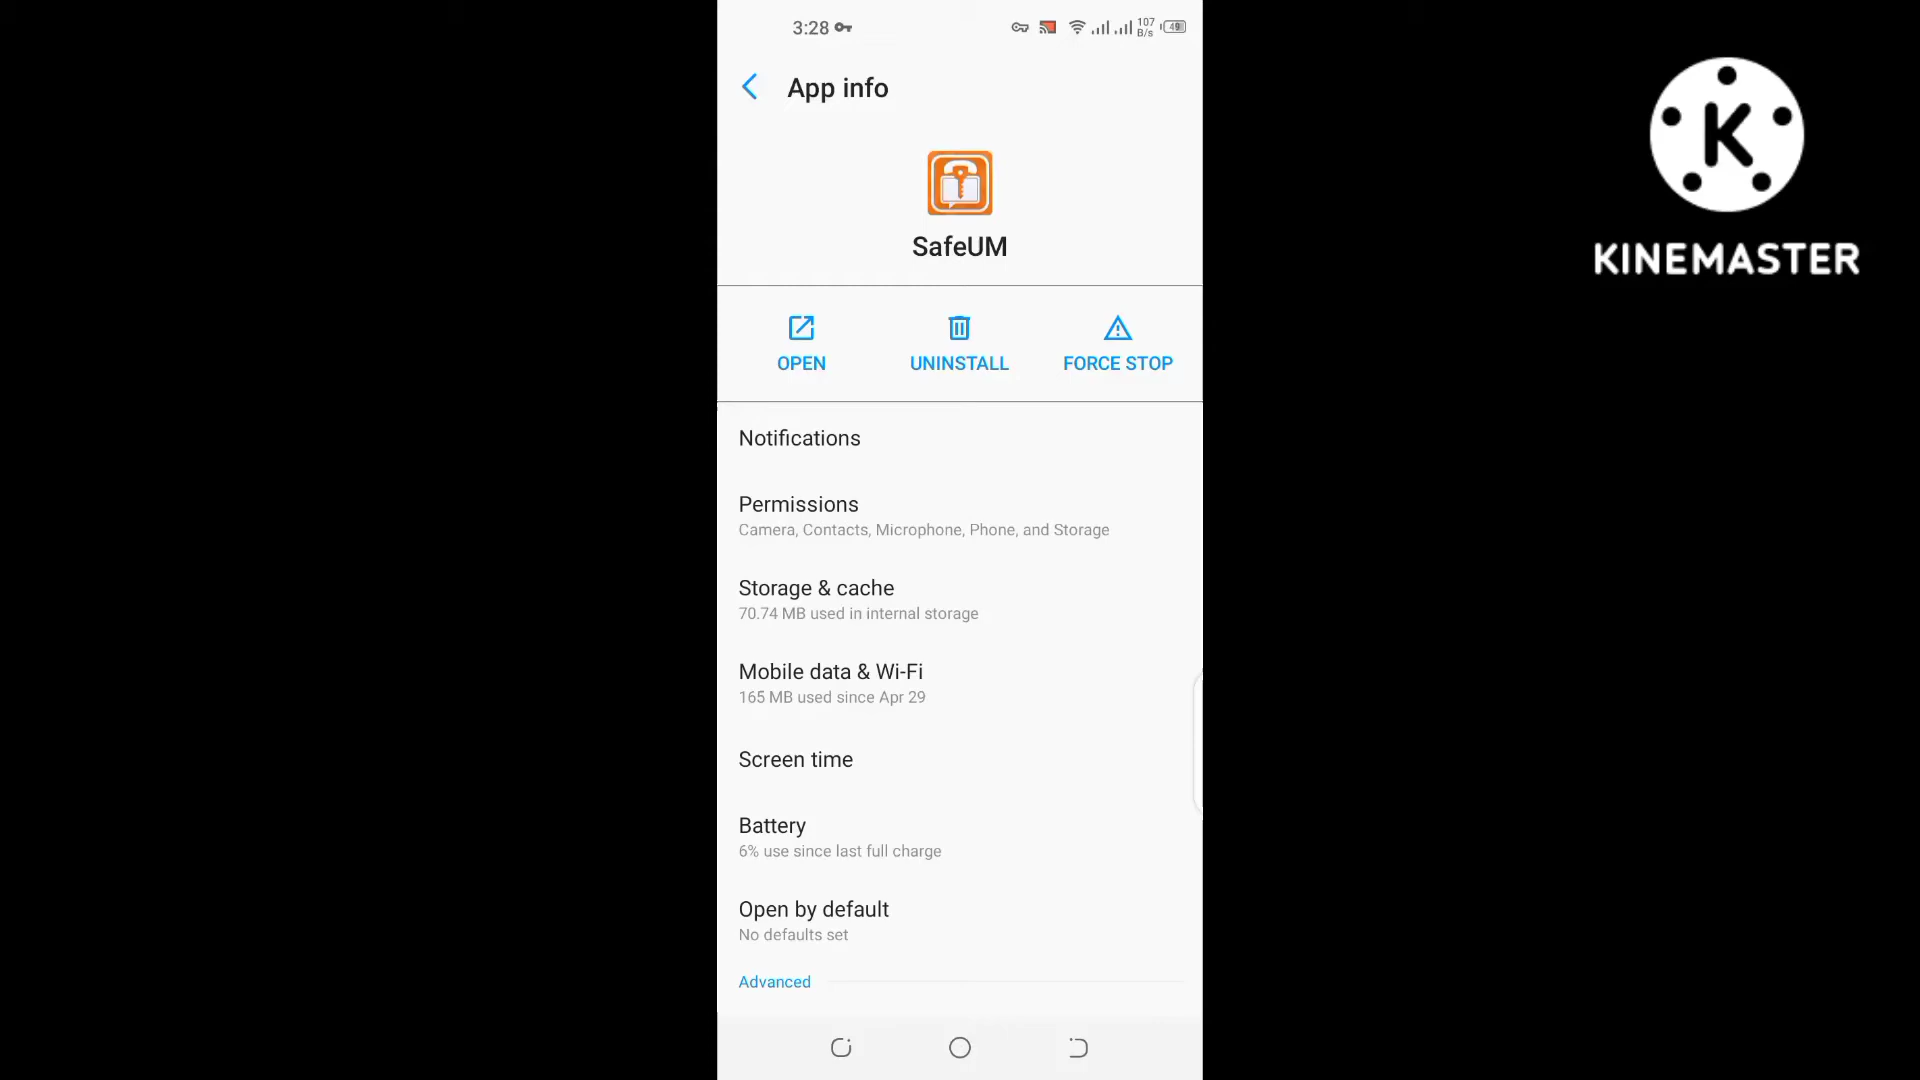 3:28
107
B/s
49
App info
K
KINEMASTER
SafeUM
OPEN
UNINSTALL
FORCE STOP
Notifications
Permissions
Camera, Contacts, Microphone, Phone, and Storage
Storage & cache
70.74 MB used in internal storage
Mobile data & Wi-Fi
165 MB used since Apr 29
Screen time
Battery
6% use since last full charge
Open by default
No defaults set
Advanced